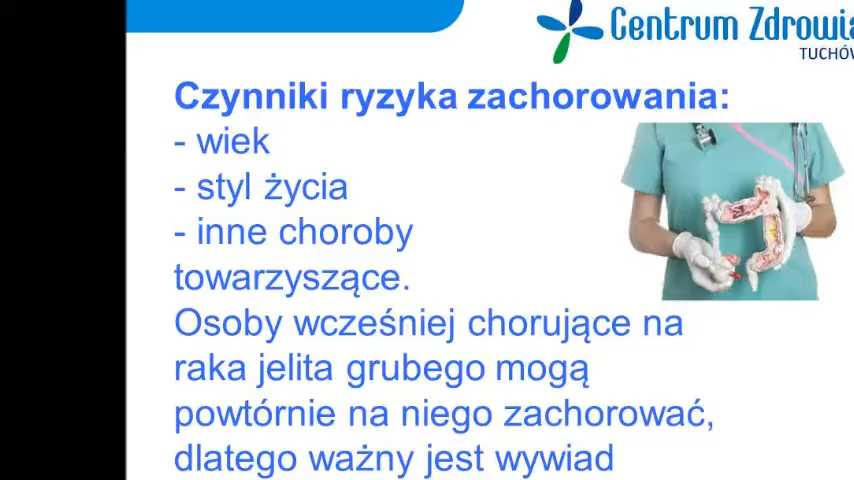 Centrum Zdrowia
TUCHÓW
Czynniki ryzyka zachorowania:
- wiek
- styl życia
- inne choroby
towarzyszące.
Osoby wcześniej chorujące na
raka jelita grubego mogą
powtórnie na niego zachorować,
dlatego ważny jest wywiad